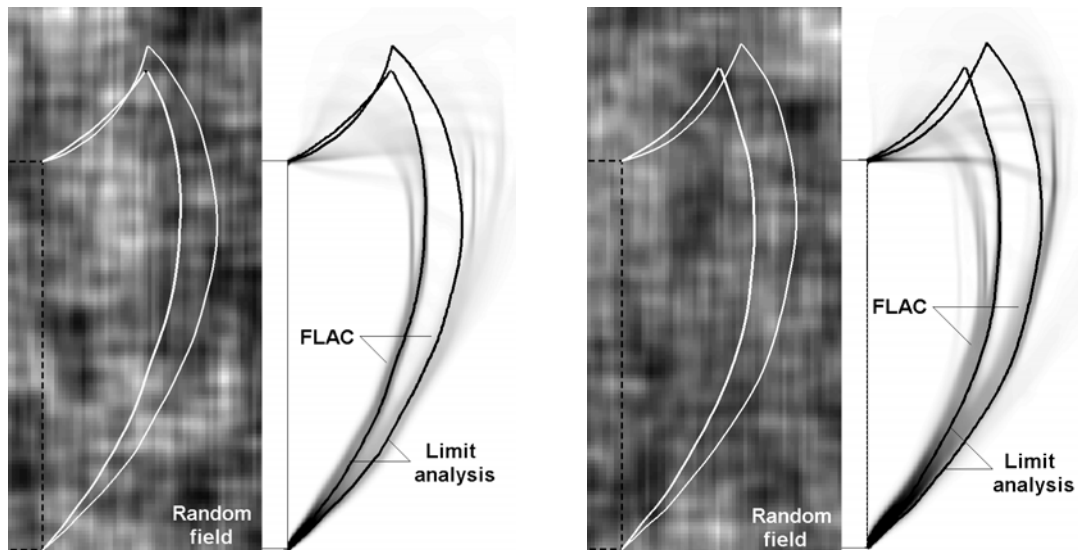 FLAC
Limit
analysis
Random
field
FLAC
Limit
analysis
Random
field